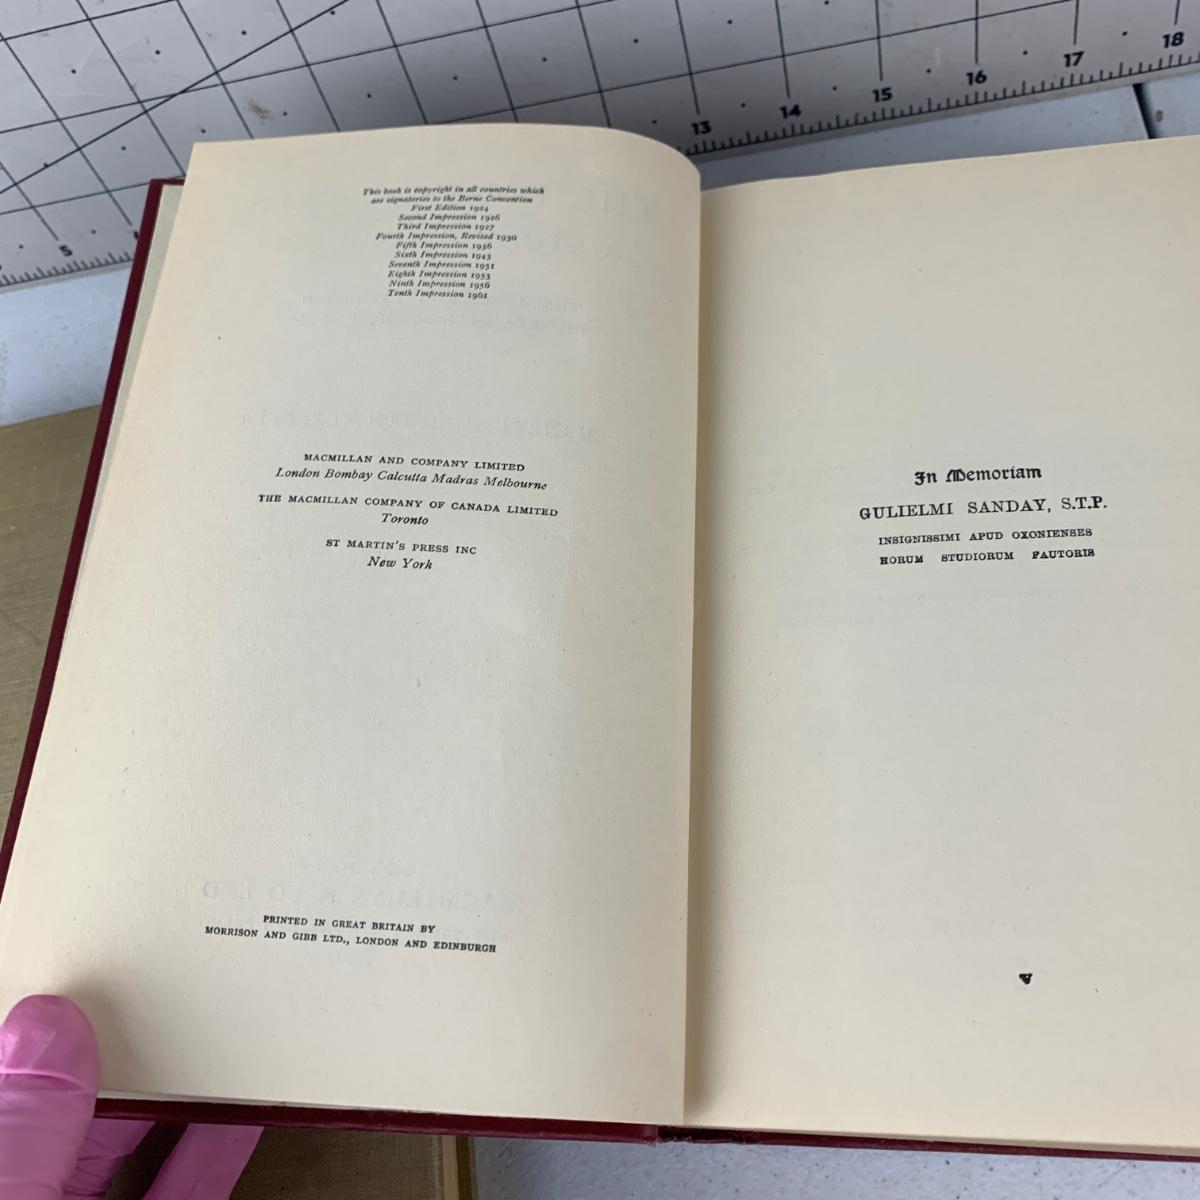 13 14 15 16 17 18
5
This book is copyright in all countries which
are signatories to the Berne Convention
First Edition 1924
Second Impression 1926
Third Impression 1927
Fourth Impression, Revised 1930
Fifth Impression 1936
Sixth Impression 1943
Seventh Impression 1951
Eighth Impression 1953
Ninth Impression 1956
Tenth Impression 1961
MACMILLAN AND COMPANY LIMITED
London Bombay Calcutta Madras Melbourne
THE MACMILLAN COMPANY OF CANADA LIMITED
Toronto
ST MARTIN'S PRESS INC
New York
PRINTED IN GREAT BRITAIN BY
MORRISON AND GIBB LTD., LONDON AND EDINBURGH
In Memoriam
GULIELMI SANDAY, S.T.P.
INSIGNISSIMI APUD OXONIENSES
HORUM STUDIORUM FAUTORIS
v